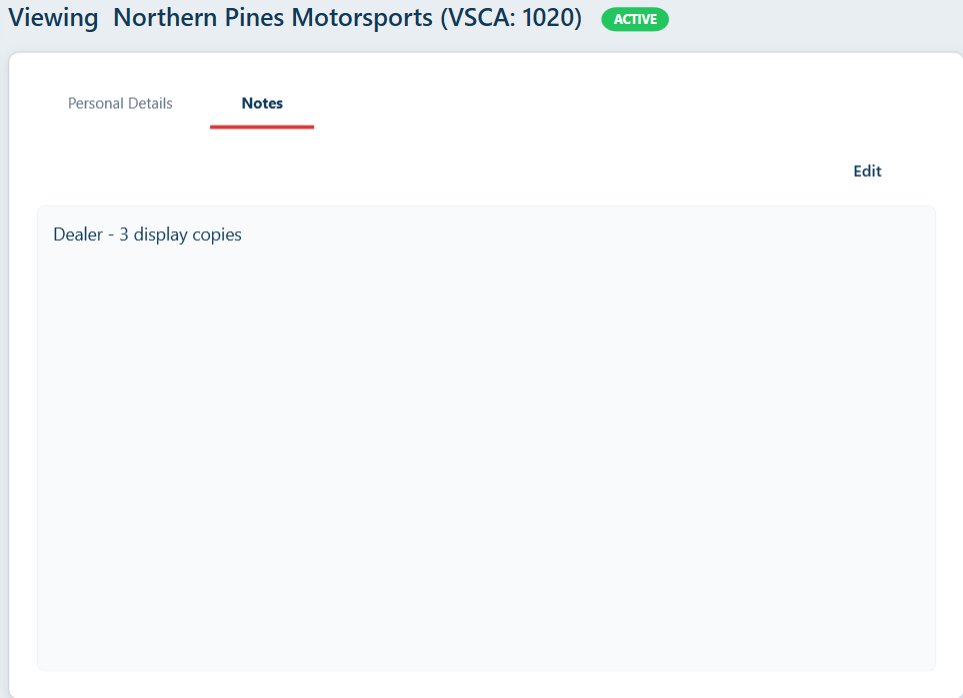 Viewing Northern Pines Motorsports (VSCA: 1020) ACTIVE
Personal Details Notes
Edit
Dealer - 3 display copies